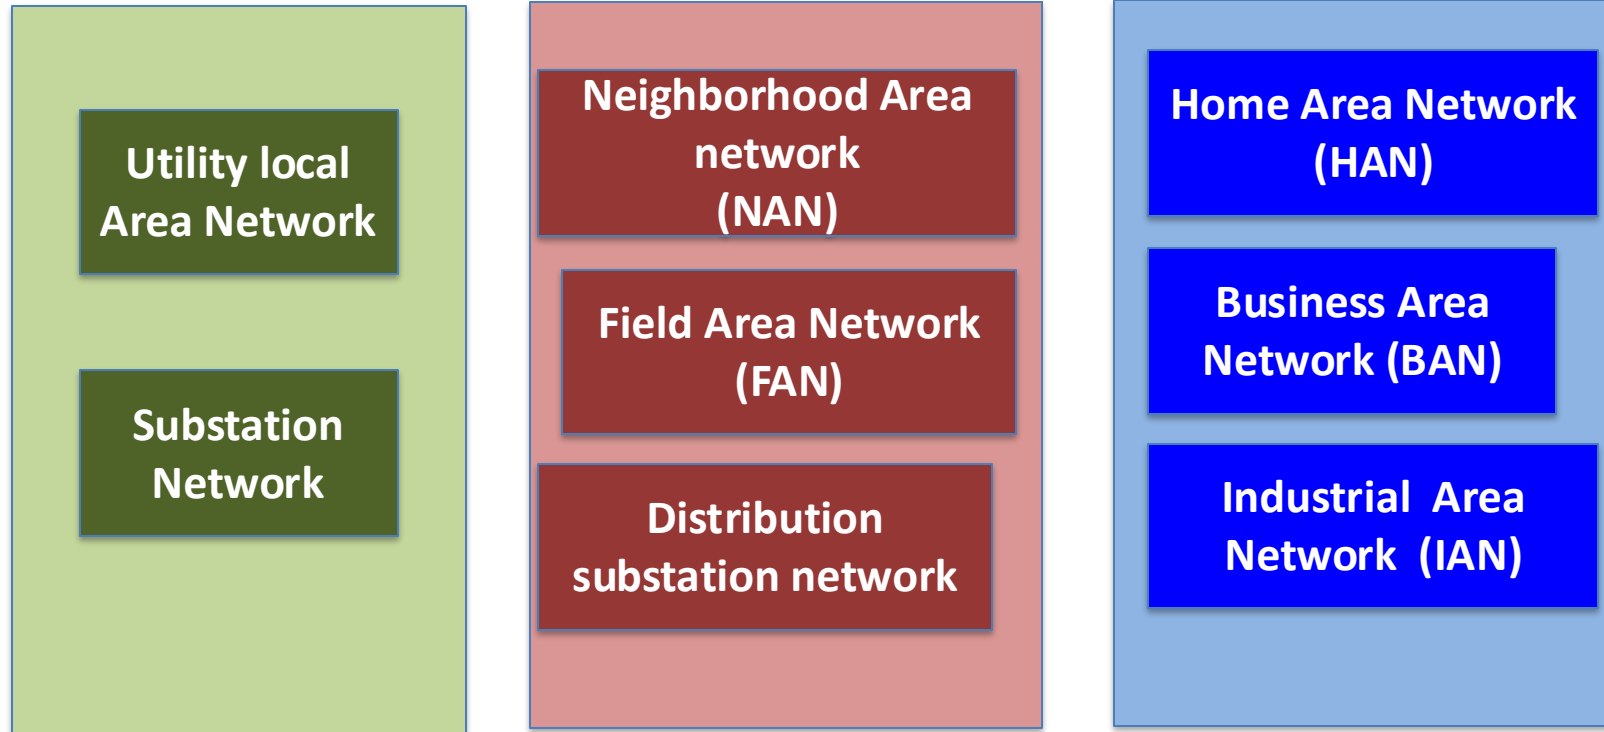 Utility local
Area Network
Substation
Network
Neighborhood Area
network
(NAN)
Field Area Network
(FAN)
Distribution
substation network
Home Area Network
(HAN)
Business Area
Network (BAN)
Industrial  Area
Network  (IAN)